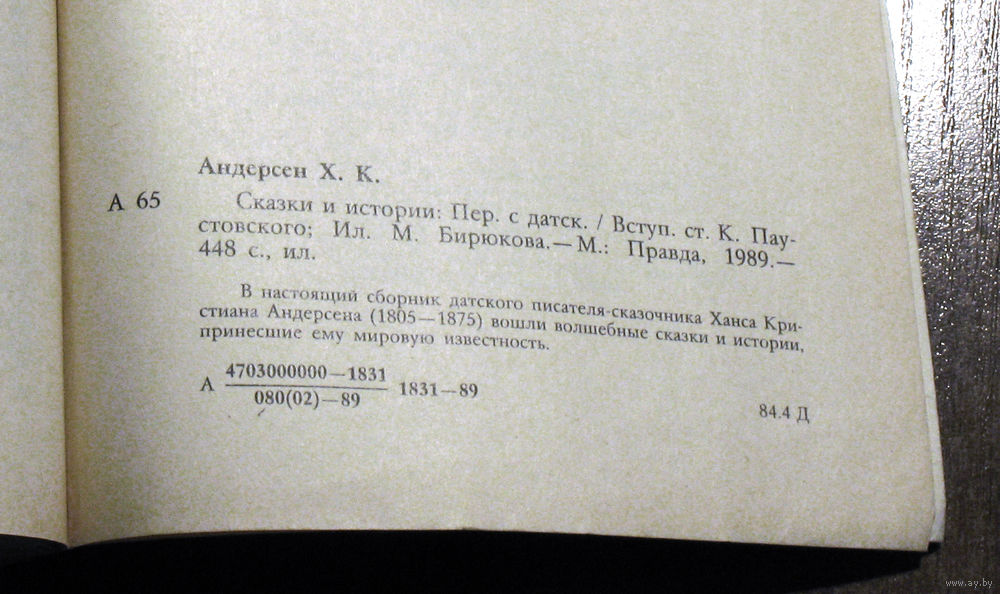 Андерсен Х. К.
А 65
Сказки и истории: Пер. с датск. / Вступ. ст. К. Пау-
стовского; Ил. М. Бирюкова.—М.: Правда, 1989.—
448 с., ил.
В настоящий сборник датского писателя-сказочника Ханса Кри-
стиана Андерсена (1805—1875) вошли волшебные сказки и истории,
принесшие ему мировую известность.
4703000000—1831
А 1831—89
080(02)—89
84.4 Д
www.ay.by